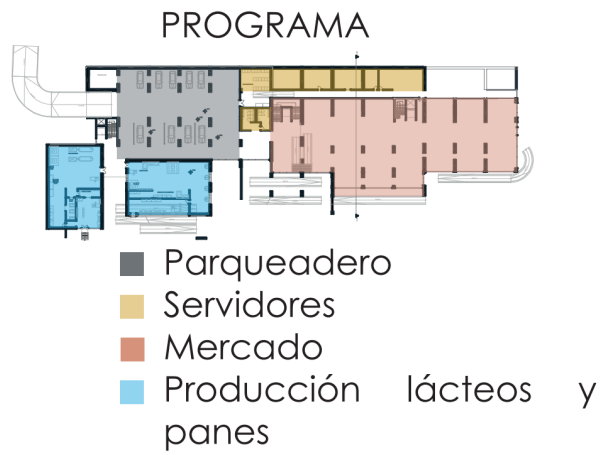 PROGRAMA
Parqueadero
Servidores
Mercado
Producción lácteos y
panes